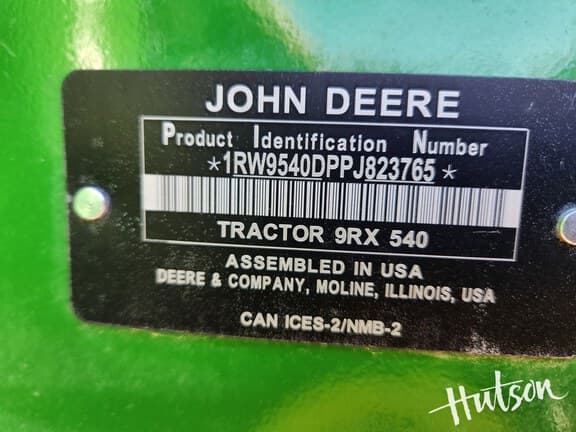 JOHN DEERE
Product Identification Number
*1RW9540DPPJ823765*
TRACTOR 9RX 540
ASSEMBLED IN USA
DEERE & COMPANY, MOLINE, ILLINOIS, USA
CAN ICES-2/NMB-2
Hutson